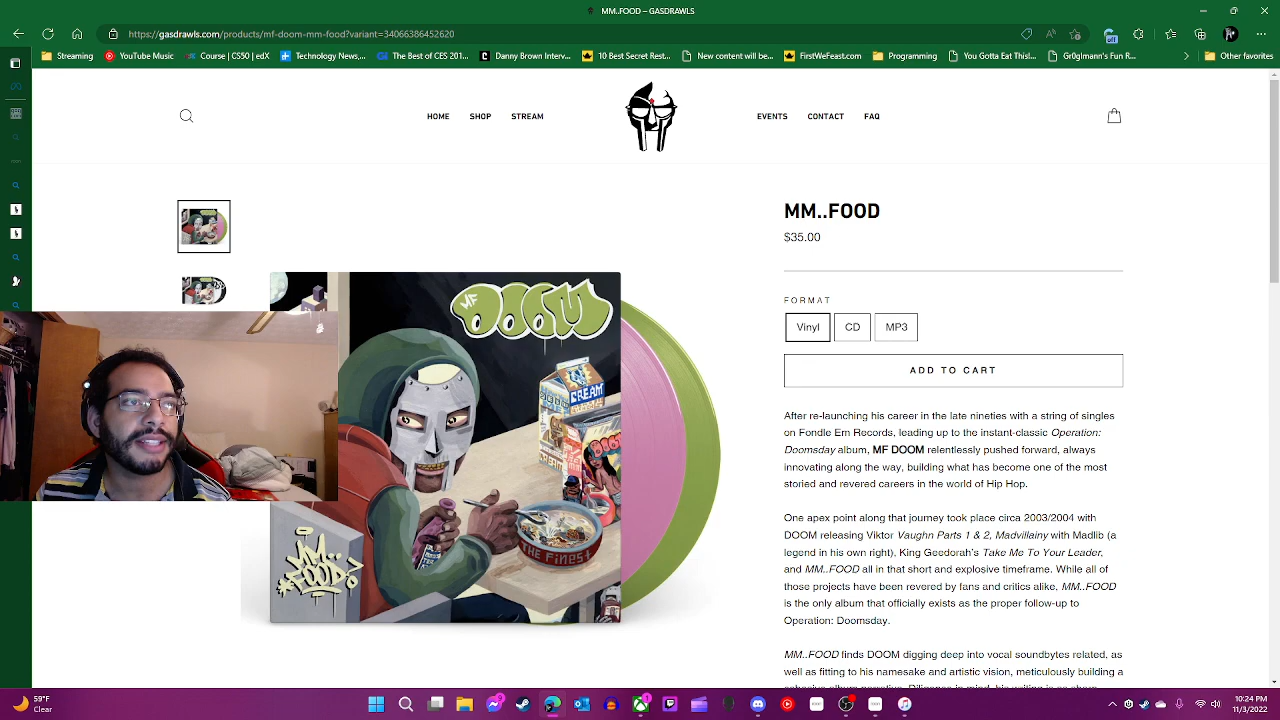 MM..FOOD – GASDRAWLS
https://gasdrawls.com/products/mf-doom-mm-food?variant=34066386452620
Streaming
YouTube Music
Course | CS50 | edX
Technology News,...
The Best of CES 201...
Danny Brown Interv...
10 Best Secret Rest...
New content will be...
FirstWeFeast.com
Programming
You Gotta Eat This!...
Gr0g1mann's Fun R...
Other favorites
HOME
SHOP
STREAM
EVENTS
CONTACT
FAQ
MM..FOOD
$35.00
FORMAT
Vinyl
CD
MP3
ADD TO CART
After re-launching his career in the late nineties with a string of singles
on Fondle Em Records, leading up to the instant-classic Operation:
Doomsday album, MF DOOM relentlessly pushed forward, always
innovating along the way, building what has become one of the most
storied and revered careers in the world of Hip Hop.
One apex point along that journey took place circa 2003/2004 with
DOOM releasing Viktor Vaughn Parts 1 & 2, Madvillainy with Madlib (a
legend in his own right), King Geedorah's Take Me To Your Leader,
and MM..FOOD all in that short and explosive timeframe. While all of
those projects have been revered by fans and critics alike, MM..FOOD
is the only album that officially exists as the proper follow-up to
Operation: Doomsday.
MM..FOOD finds DOOM digging deep into vocal soundbytes related, as
well as fitting to his namesake and artistic vision, meticulously building a
MF DOOM
CREAM
THE FINEST
MM..
FOOD?
59°F
Clear
11/3/2022